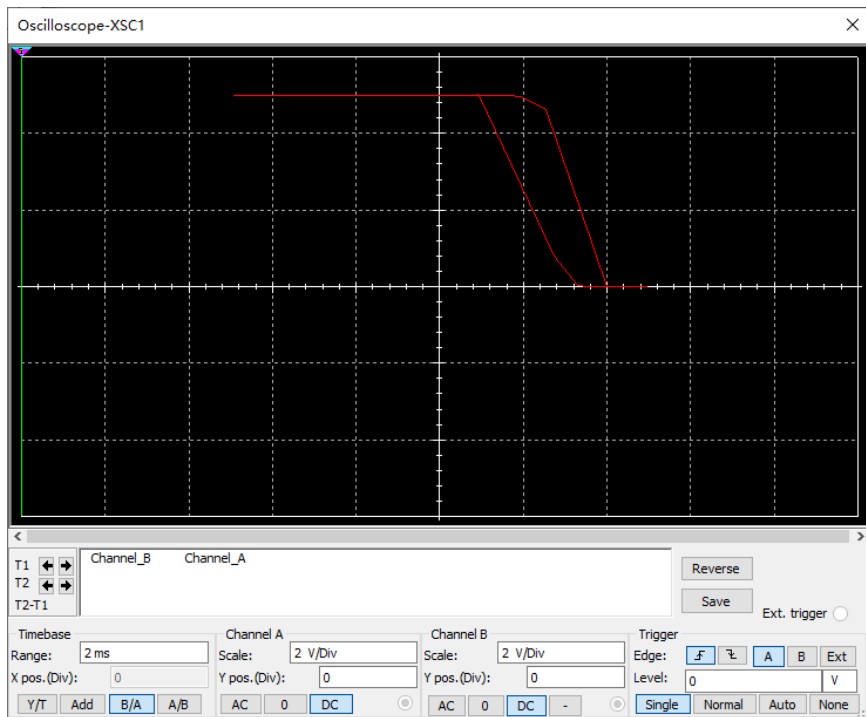 Oscilloscope-XSC1
T1
T2
T2-T1
Channel_B Channel_A
Reverse
Save
Ext. trigger
Timebase
Range: 2 ms
X pos.(Div): 0
Y/T Add B/A A/B
Channel A
Scale: 2 V/Div
Y pos.(Div): 0
AC 0 DC
Channel B
Scale: 2 V/Div
Y pos.(Div): 0
AC 0 DC -
Trigger
Edge: A B Ext
Level: 0 V
Single Normal Auto None